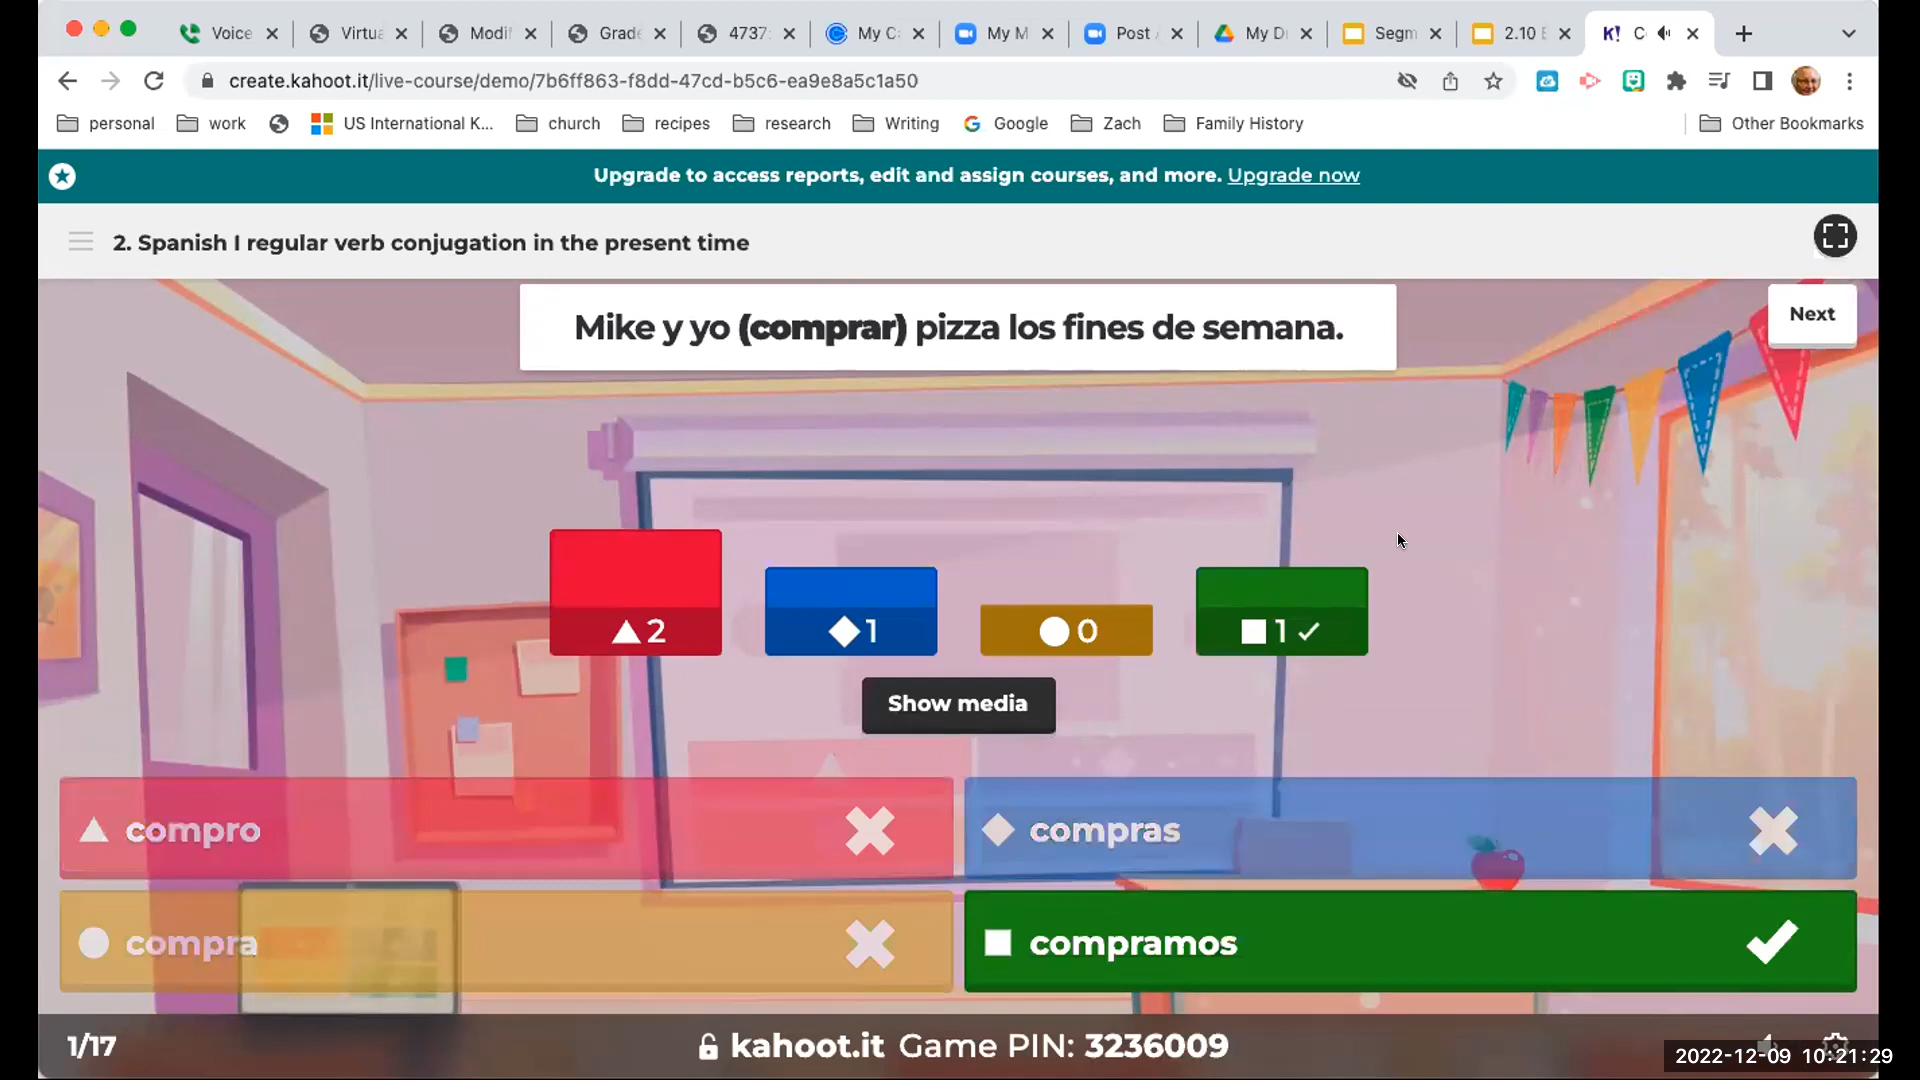 Voice
Virtua
Modif
Grade
4737
My C
My M
Post
My D
Segm
2.10 E
K!
create.kahoot.it/live-course/demo/7b6ff863-f8dd-47cd-b5c6-ea9e8a5c1a50
personal
work
US International K...
church
recipes
research
Writing
Google
Zach
Family History
Other Bookmarks
Upgrade to access reports, edit and assign courses, and more. Upgrade now
2. Spanish I regular verb conjugation in the present time
Mike y yo (comprar) pizza los fines de semana.
Next
2
1
0
1
Show media
compro
compras
compra
compramos
1/17
kahoot.it Game PIN: 3236009
2022-12-09 10:21:29